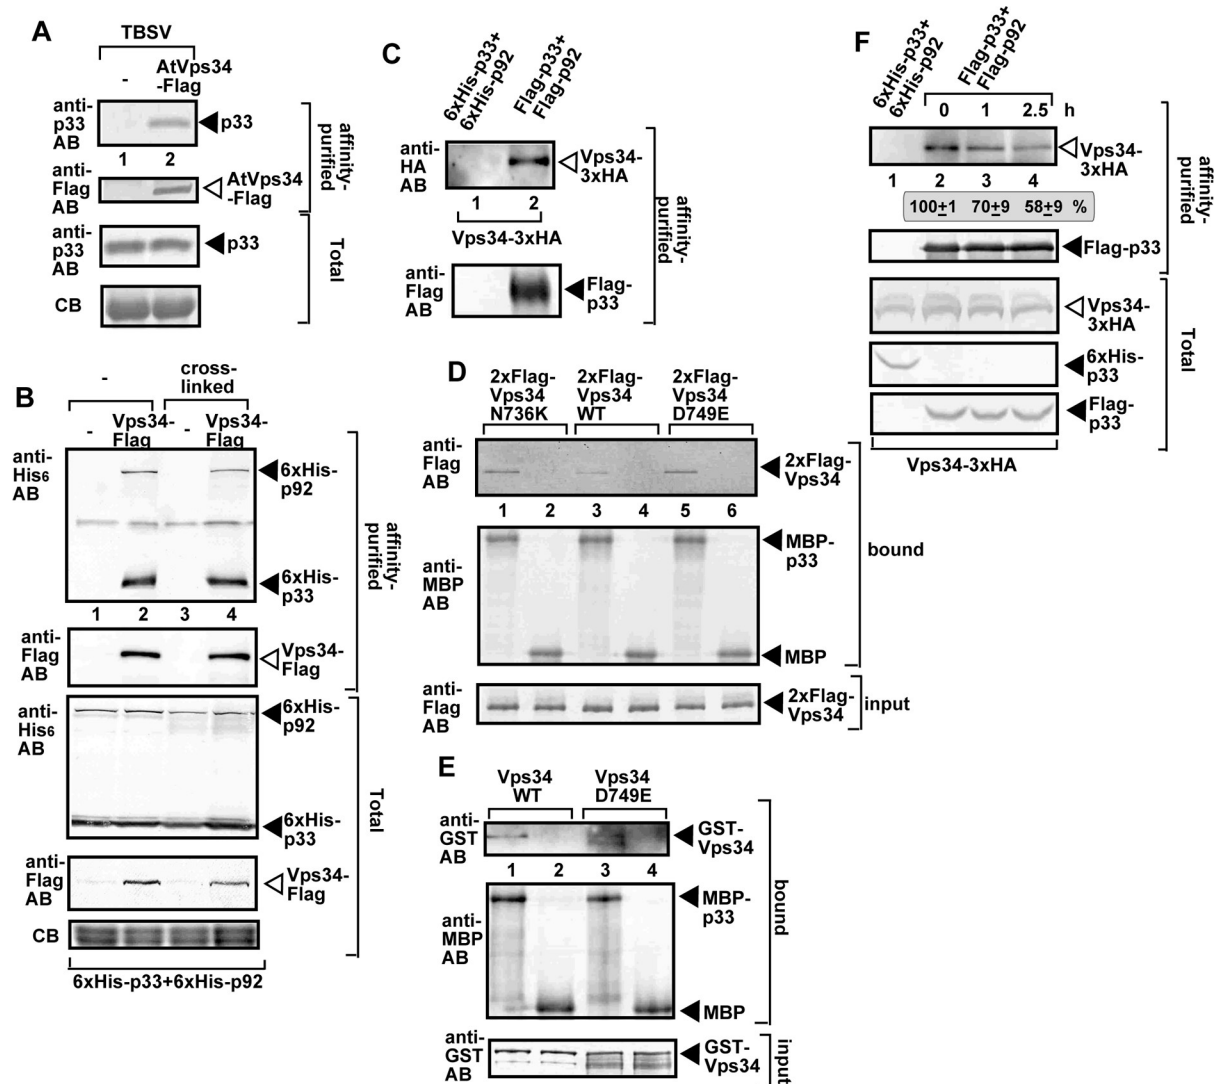 A
TBSV
-
AtVps34
-Flag
anti-
p33
AB
p33
1 2
anti-
Flag
AB
AtVps34
-Flag
affinity-
purified
anti-
p33
AB
p33
CB
Total
B
-
cross-
linked
-
Vps34-
Flag
-
Vps34-
Flag
anti-
His6
AB
6xHis-
p92
6xHis-
p33
1 2 3 4
anti-
Flag
AB
Vps34-
Flag
affinity-
purified
anti-
His6
AB
6xHis-
p92
6xHis-
p33
anti-
Flag
AB
Vps34-
Flag
CB
Total
6xHis-p33+6xHis-p92
C
6xHis-p33+
6xHis-p92
Flag-p33+
Flag-p92
anti-
HA
AB
Vps34-
3xHA
1 2
Vps34-3xHA
anti-
Flag
AB
Flag-
p33
affinity-
purified
D
2xFlag-
Vps34
N736K
2xFlag-
Vps34
WT
2xFlag-
Vps34
D749E
anti-
Flag
AB
2xFlag-
Vps34
1 2 3 4 5 6
anti-
MBP
AB
MBP-
p33
MBP
bound
anti-
Flag
AB
2xFlag-
Vps34
input
E
Vps34
WT
Vps34
D749E
anti-
GST
AB
GST-
Vps34
1 2 3 4
anti-
MBP
AB
MBP-
p33
MBP
bound
anti-
GST
AB
GST-
Vps34
input
F
6xHis-p33+
6xHis-p92
Flag-p33+
Flag-p92
0 1 2.5 h
Vps34-
3xHA
1 2 3 4
100±1 70±9 58±9 %
Flag-p33
affinity-
purified
Vps34-
3xHA
6xHis-
p33
Flag-
p33
Total
Vps34-3xHA